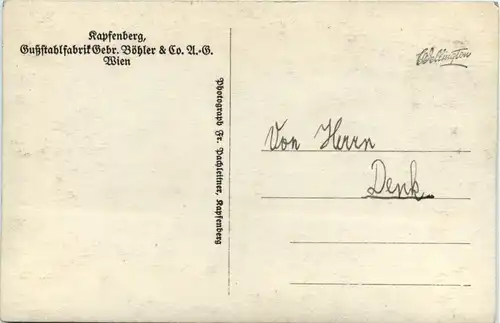 Kapfenberg,
Gußstahlfabrik Gebr. Böhler & Co. A.-G.
Wien
Photograph Fr. Pachleitner, Kapfenberg
Wellington
Von Herrn
Denk